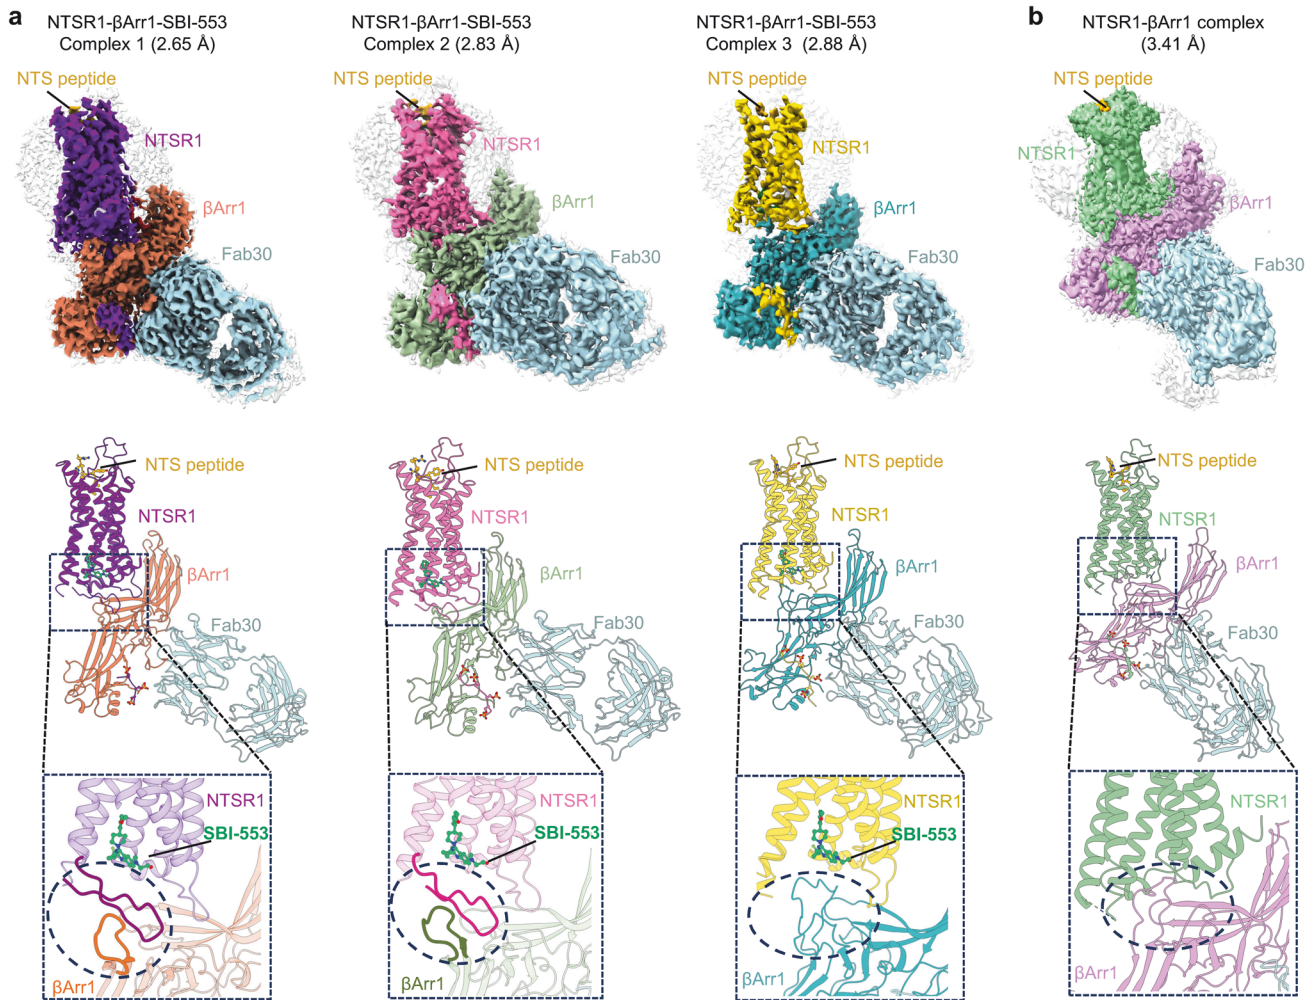 a
NTSR1-βArr1-SBI-553
Complex 1 (2.65 Å)
NTSR1-βArr1-SBI-553
Complex 2 (2.83 Å)
NTSR1-βArr1-SBI-553
Complex 3 (2.88 Å)
b
NTSR1-βArr1 complex
(3.41 Å)
NTS peptide
NTSR1
βArr1
Fab30
NTS peptide
NTSR1
βArr1
Fab30
NTS peptide
NTSR1
βArr1
Fab30
NTS peptide
NTSR1
βArr1
Fab30
NTS peptide
NTSR1
βArr1
Fab30
NTS peptide
NTSR1
βArr1
Fab30
NTS peptide
NTSR1
βArr1
Fab30
NTS peptide
NTSR1
βArr1
Fab30
NTSR1
SBI-553
βArr1
NTSR1
SBI-553
βArr1
NTSR1
SBI-553
βArr1
NTSR1
βArr1